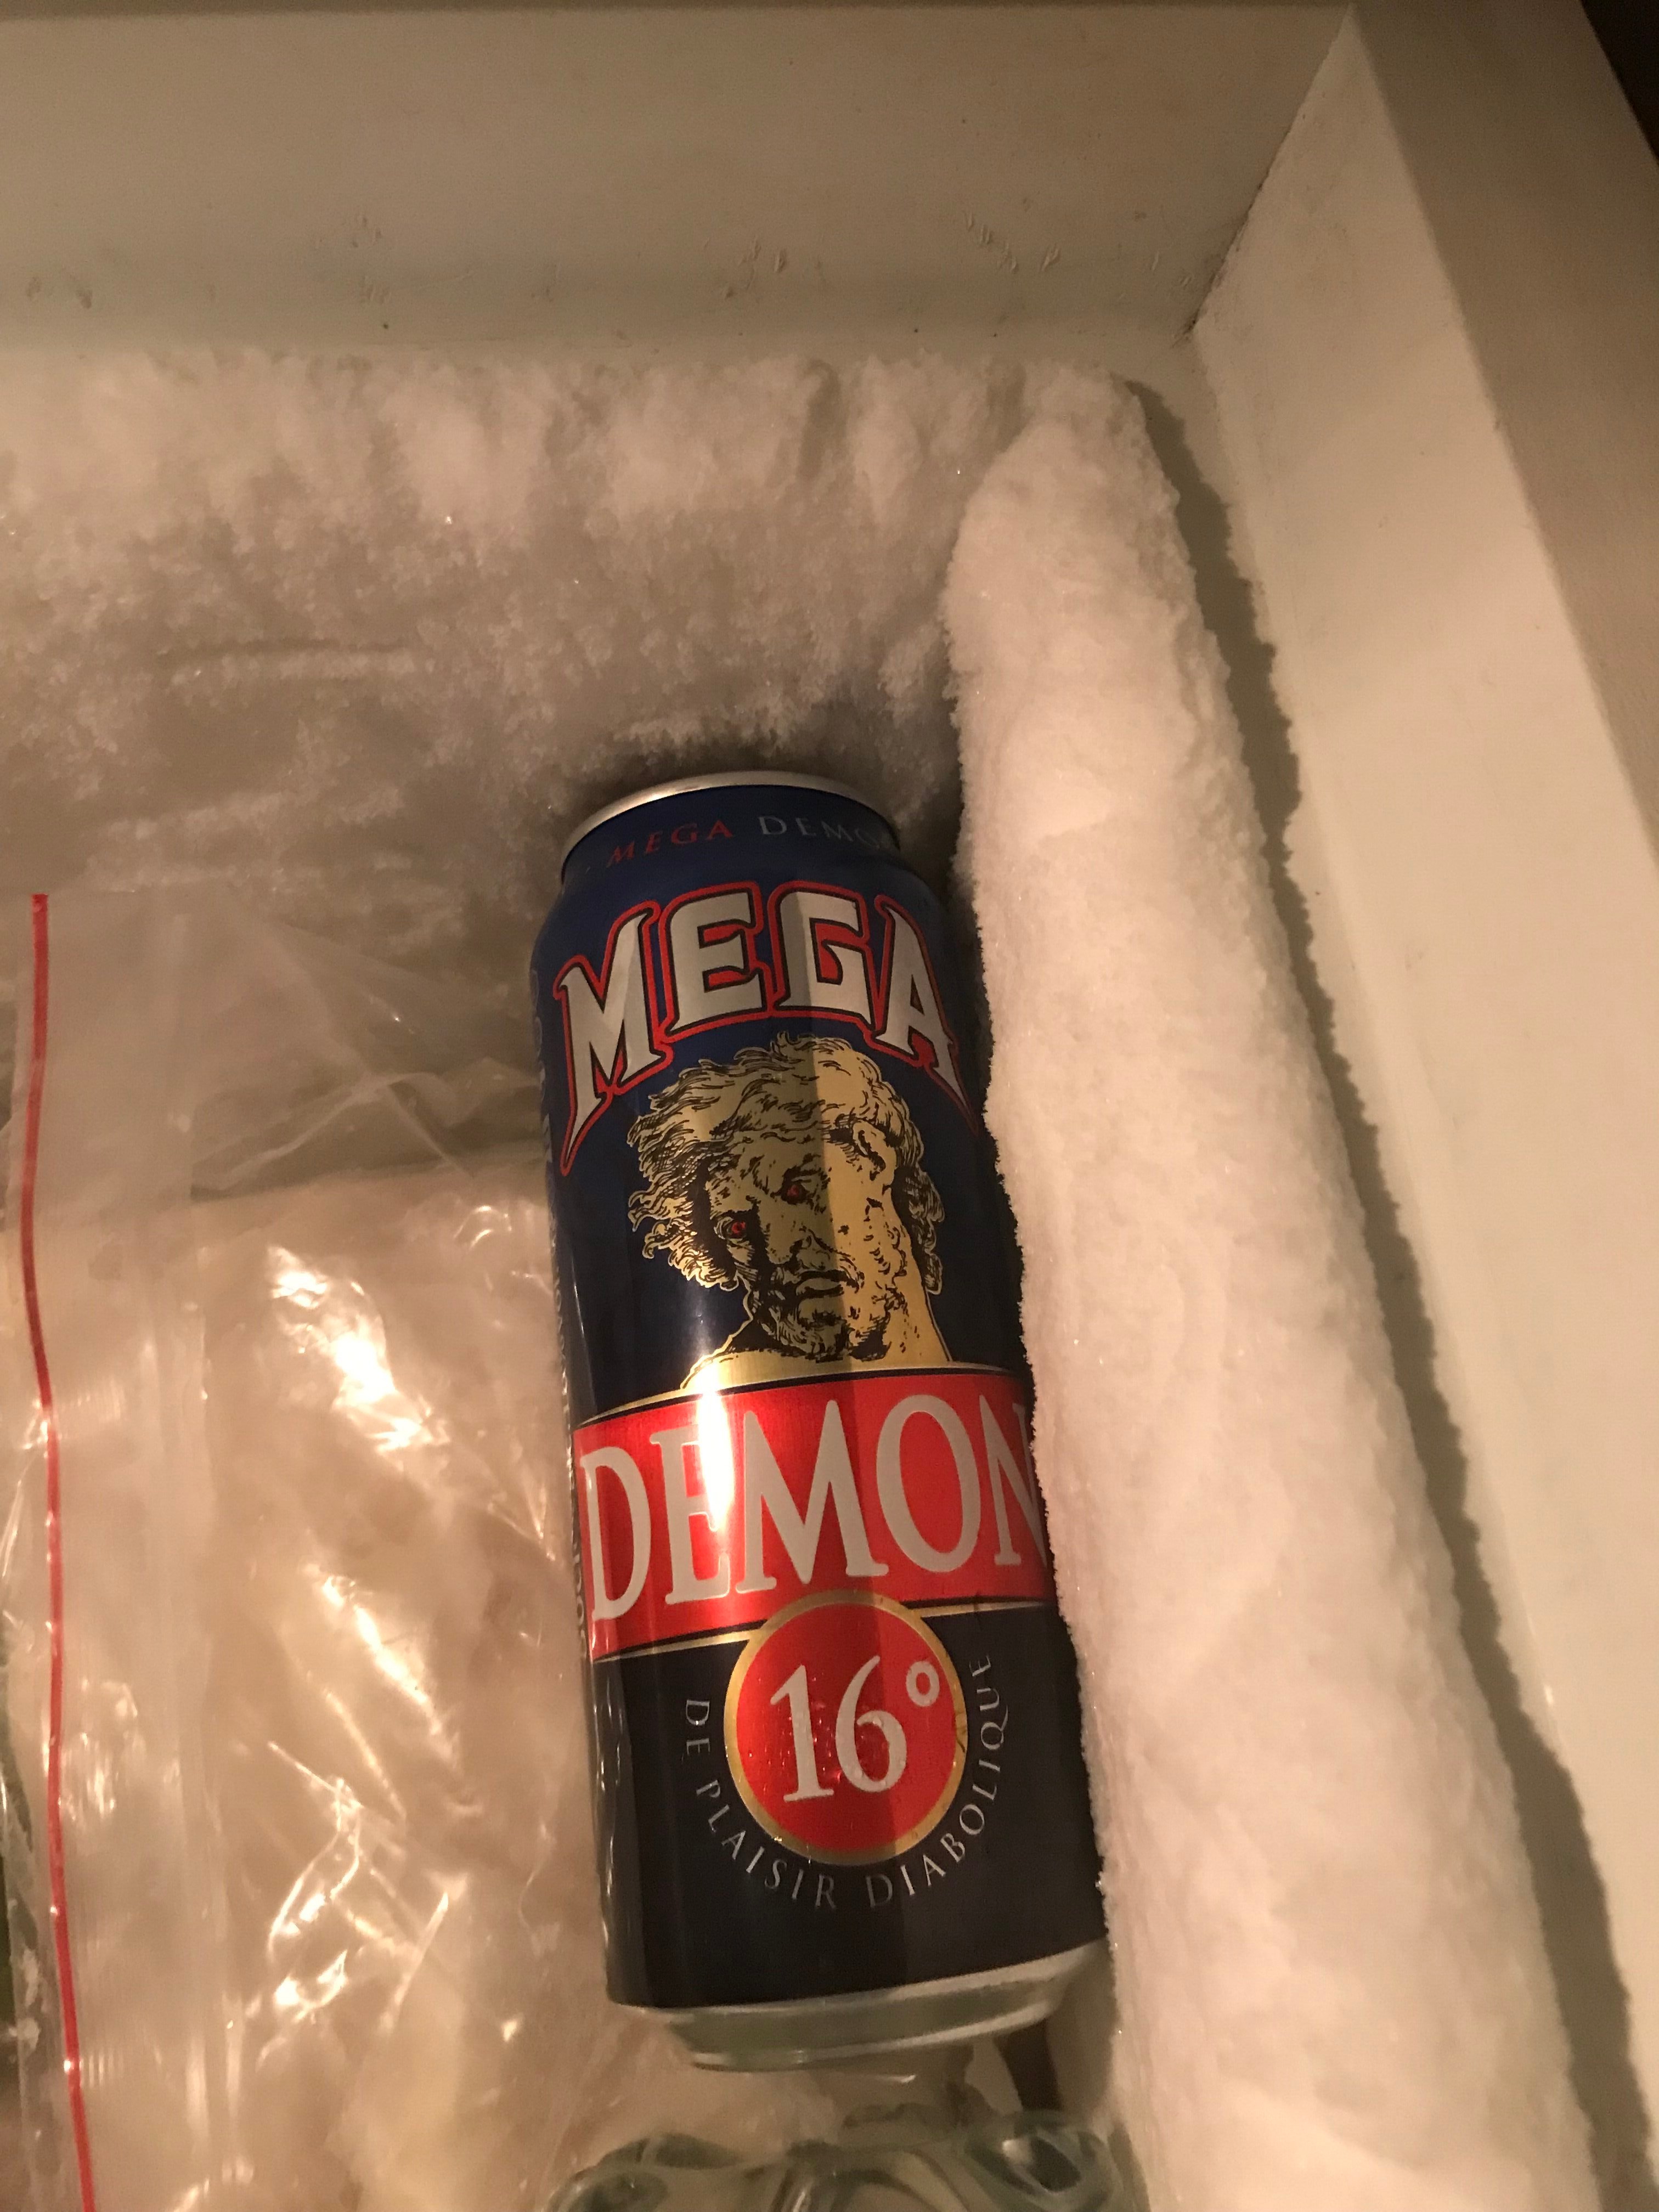 MEGA DEMO
MEGA
DEMON
16°
DE PLAISIR DIABOLIQUE